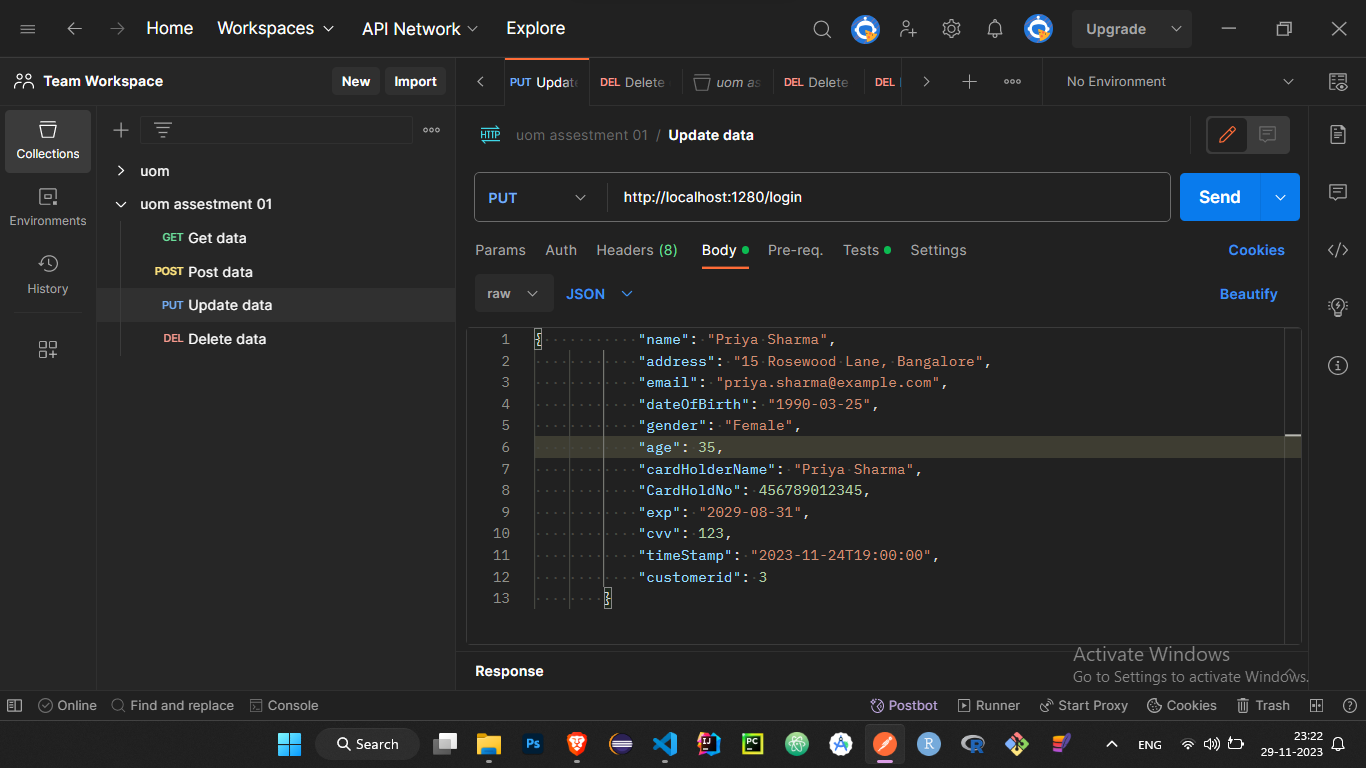 Home Workspaces API Network Explore Upgrade
Team Workspace New Import
PUT Updat DEL Delete uom as DEL Delete DEL No Environment
Collections
Environments
History
uom
uom assestment 01
GET Get data
POST Post data
PUT Update data
DEL Delete data
HTTP uom assestment 01 / Update data
PUT http://localhost:1280/login Send
Params Auth Headers (8) Body Pre-req. Tests Settings Cookies
raw JSON Beautify
1 { "name": "Priya Sharma",
2 "address": "15 Rosewood Lane, Bangalore",
3 "email": "priya.sharma@example.com",
4 "dateOfBirth": "1990-03-25",
5 "gender": "Female",
6 "age": 35,
7 "cardHolderName": "Priya Sharma",
8 "CardHoldNo": 456789012345,
9 "exp": "2029-08-31",
10 "cvv": 123,
11 "timeStamp": "2023-11-24T19:00:00",
12 "customerid": 3
13 }
Response
Activate Windows
Go to Settings to activate Windows.
Online Find and replace Console Postbot Runner Start Proxy Cookies Trash
Search Ps PC R R ENG 23:22
29-11-2023